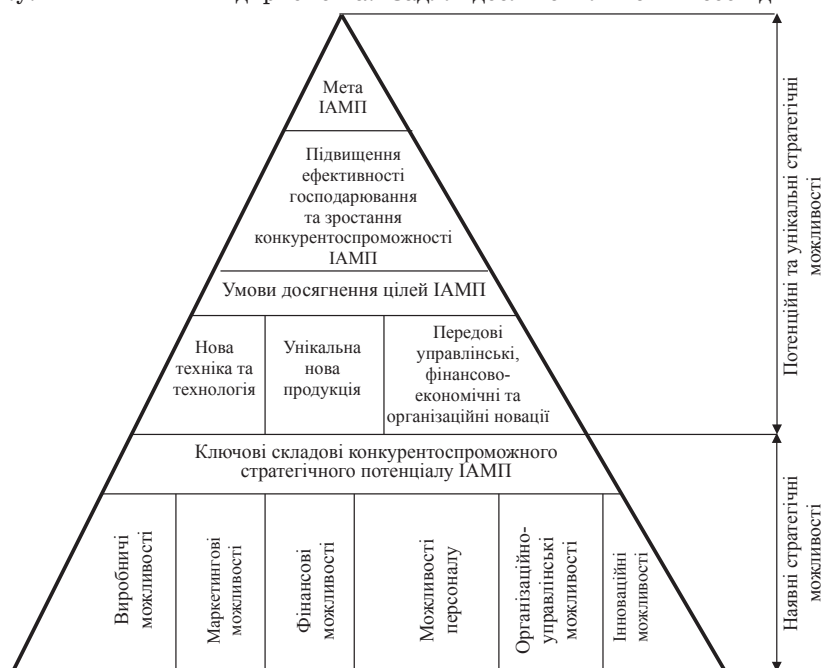 Мета
ІАМП
Підвищення
ефективності
господарювання
та зростання
конкурентоспроможності
ІАМП
Умови досягнення цілей ІАМП
Нова
техніка та
технологія
Унікальна
нова
продукція
Передові
управлінські,
фінансово-
економічні та
організаційні новації
Ключові складові конкурентоспроможного
стратегічного потенціалу ІАМП
Виробничі
можливості
Маркетингові
можливості
Фінансові
можливості
Можливості
персоналу
Організаційно-
управлінські
можливості
Інноваційні
можливості
Потенційні та унікальні стратегічні
можливості
Наявні стратегічні
можливості